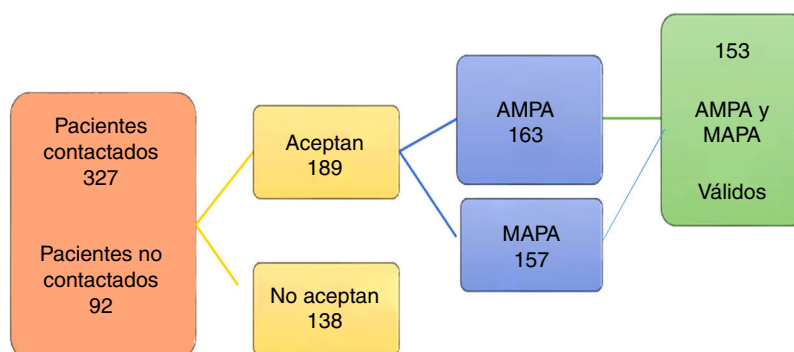 Pacientes
contactados
327
Pacientes no
contactados
92
Aceptan
189
No aceptan
138
AMPA
163
MAPA
157
153
AMPA y
MAPA
Válidos